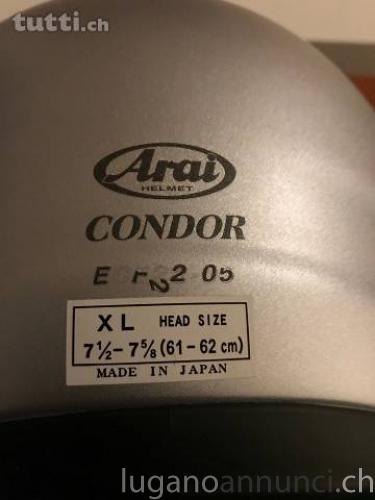 tutti.ch
Arai
HELMET
CONDOR
2 05
XL HEAD SIZE
7½-7⅝ (61-62 cm)
MADE IN JAPAN
luganoannunci.ch